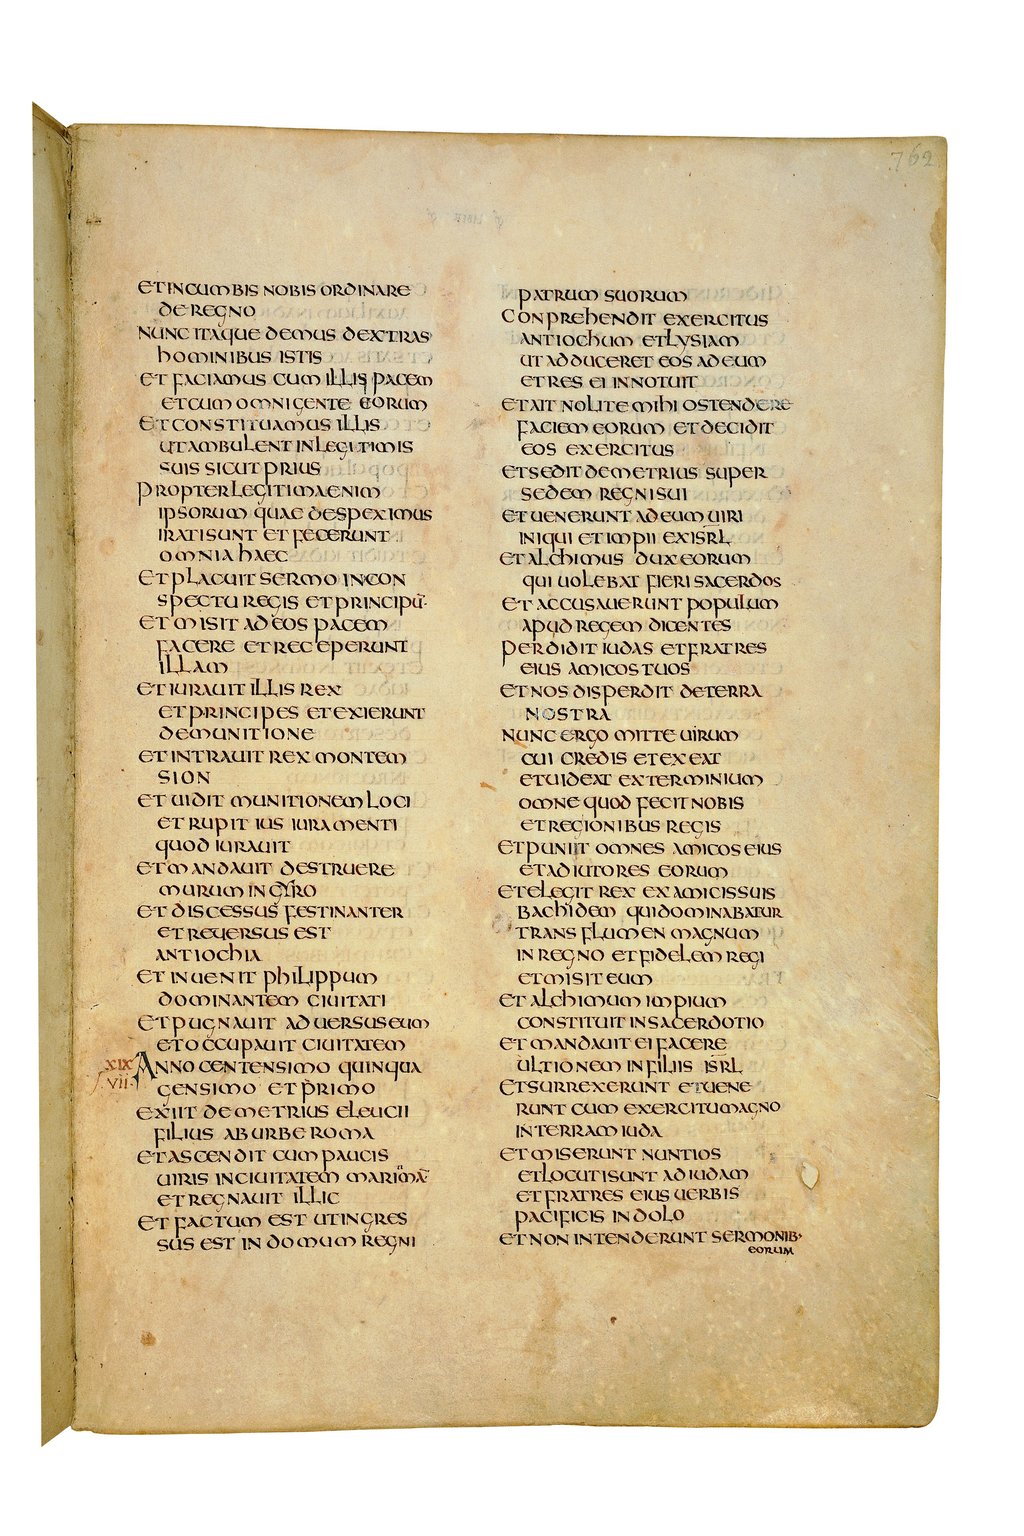 762
ET INCUMBIS NOBIS ORDINARE
DE REGNO
NUNC ITAQUE DEMUS DEXTRAS
HOMINIBUS ISTIS
ET FACIAMUS CUM ILLIS PACEM
ET CUM OMNI GENTE EORUM
ET CONSTITUAMUS ILLIS
UT AMBULENT IN LEGITIMIS
SUIS SICUT PRIUS
PROPTER LEGITIMA ENIM
IPSORUM QUAE DESPEXIMUS
IRATI SUNT ET FECERUNT
OMNIA HAEC
ET PLACUIT SERMO IN CON
SPECTU REGIS ET PRINCIPŪ·
ET MISIT AD EOS PACEM
FACERE ET RECEPERUNT
ILLAM
ET IURAUIT ILLIS REX
ET PRINCIPES ET EXIERUNT
DE MUNITIONE
ET INTRAUIT REX MONTEM
SION
ET UIDIT MUNITIONEM LOCI
ET RUPIT IUS IURAMENTI
QUOD IURAUIT
ET MANDAUIT DESTRUERE
MURUM IN GYRO
ET DISCESSUS FESTINANTER
ET REUERSUS EST
ANTIOCHIA
ET INUENIT PHILIPPUM
DOMINANTEM CIUITATI
ET PUGNAUIT ADUERSUS EUM
ET OCCUPAUIT CIUITATEM
XIX ANNO CENTENSIMO QUINQUA
VII· GENSIMO ET PRIMO
EXIIT DEMETRIUS ELEUCII
FILIUS AB URBE ROMA
ET ASCENDIT CUM PAUCIS
UIRIS IN CIUITATEM MARIMĀ·
ET REGNAUIT ILLIC
ET FACTUM EST UT INGRES
SUS EST IN DOMUM REGNI
PATRUM SUORUM
CONPREHENDIT EXERCITUS
ANTIOCHUM ET LYSIAM
UT ADDUCERET EOS AD EUM
ET RES EI INNOTUIT
ET AIT NOLITE MIHI OSTENDERE
FACIEM EORUM ET DECIDIT
EOS EXERCITUS
ET SEDIT DEMETRIUS SUPER
SEDEM REGNI SUI
ET UENERUNT AD EUM UIRI
INIQUI ET IMPII EX ISRL̄
ET ALCHIMUS DUX EORUM
QUI UOLEBAT FIERI SACERDOS
ET ACCUSAUERUNT POPULUM
APUD REGEM DICENTES
PERDIDIT IUDAS ET FRATRES
EIUS AMICOS TUOS
ET NOS DISPERDIT DE TERRA
NOSTRA
NUNC ERGO MITTE UIRUM
CUI CREDIS ET EXEAT
ET UIDEAT EXTERMINIUM
OMNE QUOD FECIT NOBIS
ET REGIONIBUS REGIS
ET PUNIIT OMNES AMICOS EIUS
ET ADIUTORES EORUM
ET ELEGIT REX EX AMICIS SUIS
BACHIDEM QUI DOMINABATUR
TRANS FLUMEN MAGNUM
IN REGNO ET FIDELEM REGI
ET MISIT EUM
ET ALCHIMUM IMPIUM
CONSTITUIT IN SACERDOTIO
ET MANDAUIT EI FACERE
ULTIONEM IN FILIIS ISRL̄
ET SURREXERUNT ET UENE
RUNT CUM EXERCITU MAGNO
IN TERRAM IUDA
ET MISERUNT NUNTIOS
ET LOCUTI SUNT AD IUDAM
ET FRATRES EIUS UERBIS
PACIFICIS IN DOLO
ET NON INTENDERUNT SERMONIB·
EORUM